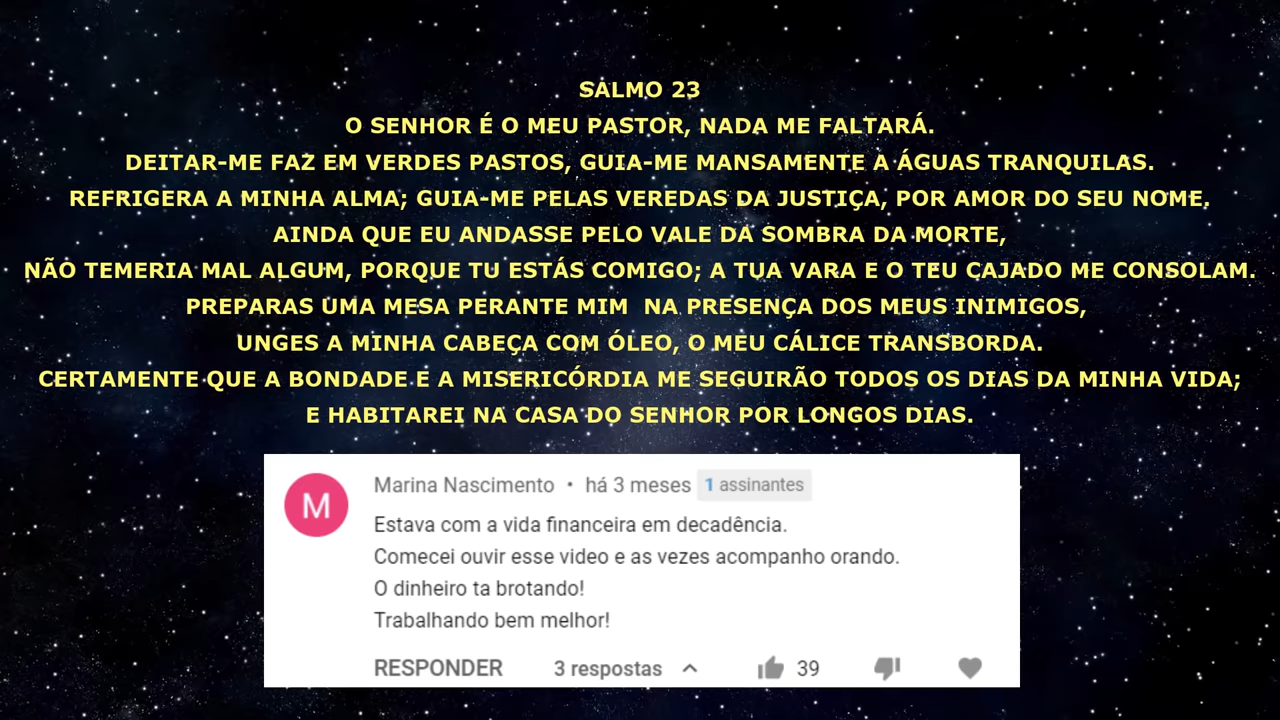 SALMO 23
O SENHOR É O MEU PASTOR, NADA ME FALTARÁ.
DEITAR-ME FAZ EM VERDES PASTOS, GUIA-ME MANSAMENTE A ÁGUAS TRANQUILAS.
REFRIGERA A MINHA ALMA; GUIA-ME PELAS VEREDAS DA JUSTIÇA, POR AMOR DO SEU NOME.
AINDA QUE EU ANDASSE PELO VALE DA SOMBRA DA MORTE,
NÃO TEMERIA MAL ALGUM, PORQUE TU ESTÁS COMIGO; A TUA VARA E O TEU CAJADO ME CONSOLAM.
PREPARAS UMA MESA PERANTE MIM  NA PRESENÇA DOS MEUS INIMIGOS,
UNGES A MINHA CABEÇA COM ÓLEO, O MEU CÁLICE TRANSBORDA.
CERTAMENTE QUE A BONDADE E A MISERICÓRDIA ME SEGUIRÃO TODOS OS DIAS DA MINHA VIDA;
E HABITAREI NA CASA DO SENHOR POR LONGOS DIAS.
M
Marina Nascimento • há 3 meses 1 assinantes
Estava com a vida financeira em decadência.
Comecei ouvir esse video e as vezes acompanho orando.
O dinheiro ta brotando!
Trabalhando bem melhor!
RESPONDER 3 respostas 39